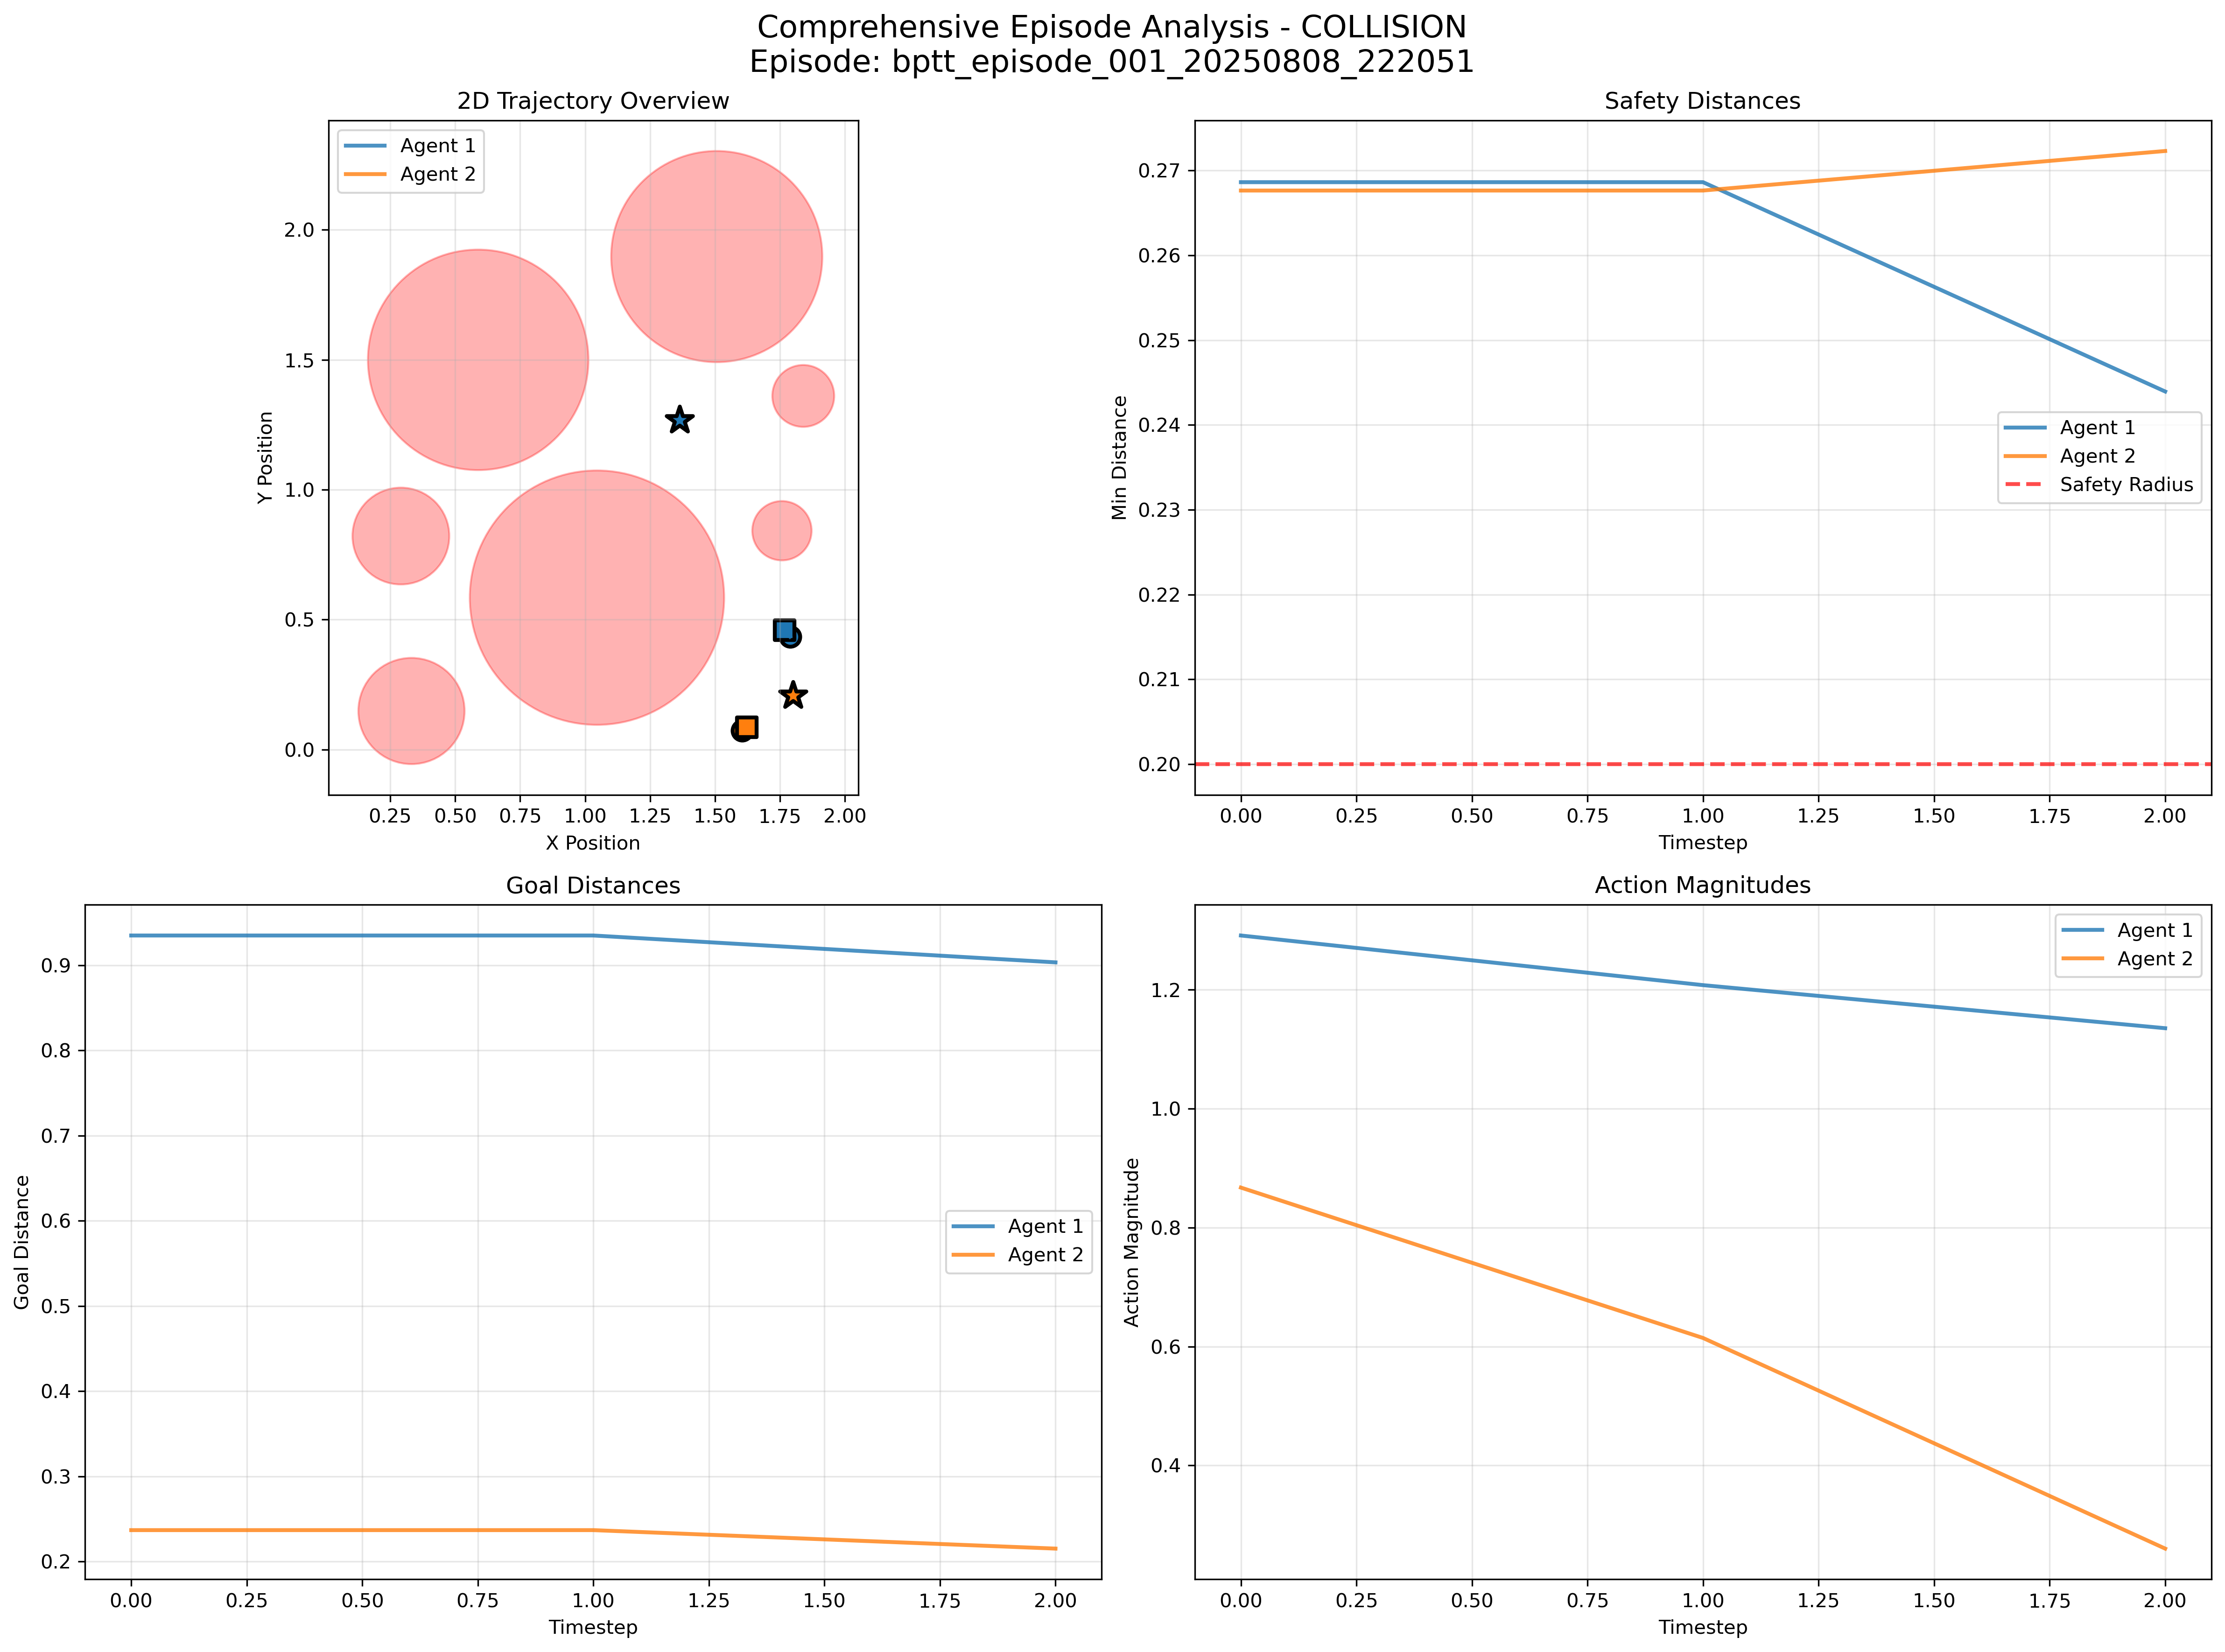 Comprehensive Episode Analysis - COLLISION
Episode: bptt_episode_001_20250808_222051
2D Trajectory Overview
Agent 1
Agent 2
2.0
1.5
1.0
0.5
0.0
Y Position
0.25 0.50 0.75 1.00 1.25 1.50 1.75 2.00
X Position
Safety Distances
0.27
0.26
0.25
0.24
0.23
0.22
0.21
0.20
Min Distance
Agent 1
Agent 2
Safety Radius
0.00 0.25 0.50 0.75 1.00 1.25 1.50 1.75 2.00
Timestep
Goal Distances
0.9
0.8
0.7
0.6
0.5
0.4
0.3
0.2
Goal Distance
Agent 1
Agent 2
0.00 0.25 0.50 0.75 1.00 1.25 1.50 1.75 2.00
Timestep
Action Magnitudes
Agent 1
Agent 2
1.2
1.0
0.8
0.6
0.4
Action Magnitude
0.00 0.25 0.50 0.75 1.00 1.25 1.50 1.75 2.00
Timestep